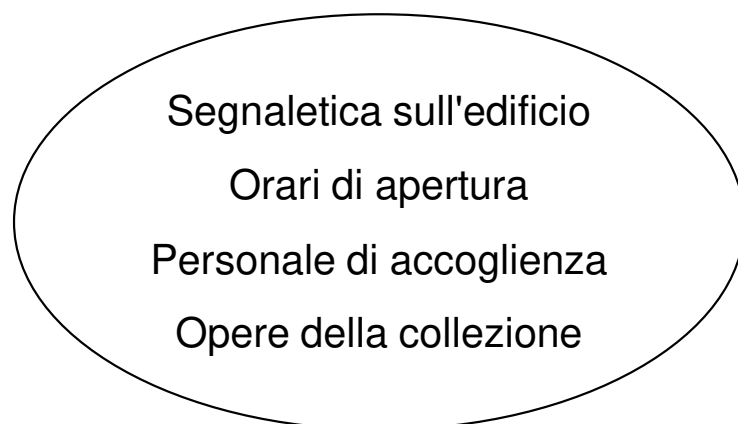 Segnaletica sull'edificio
Orari di apertura
Personale di accoglienza
Opere della collezione